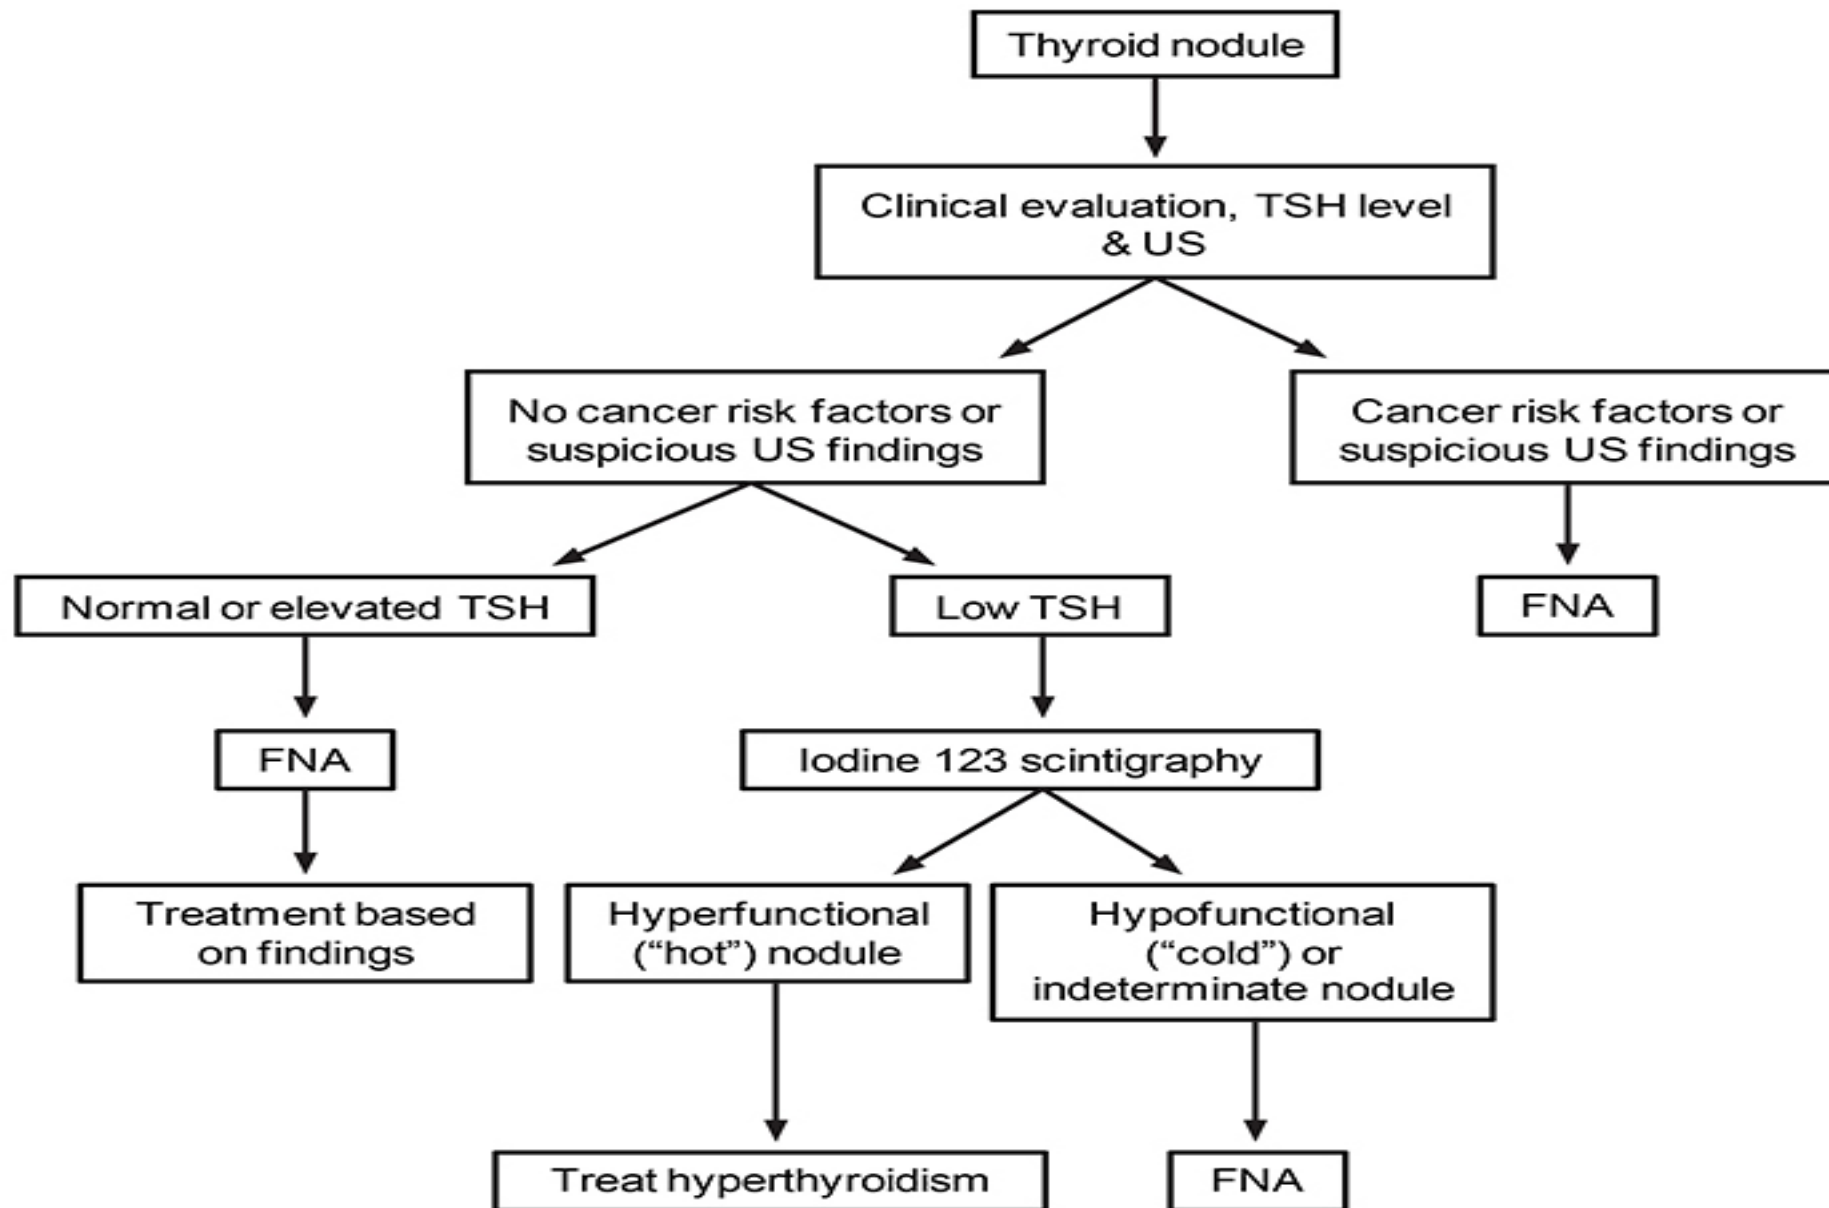 Thyroid nodule
Clinical evaluation, TSH level
& US
No cancer risk factors or
suspicious US findings
Cancer risk factors or
suspicious US findings
Normal or elevated TSH
Low TSH
FNA
FNA
Iodine 123 scintigraphy
Treatment based
on findings
Hyperfunctional
(“hot”) nodule
Hypofunctional
(“cold”) or
indeterminate nodule
Treat hyperthyroidism
FNA